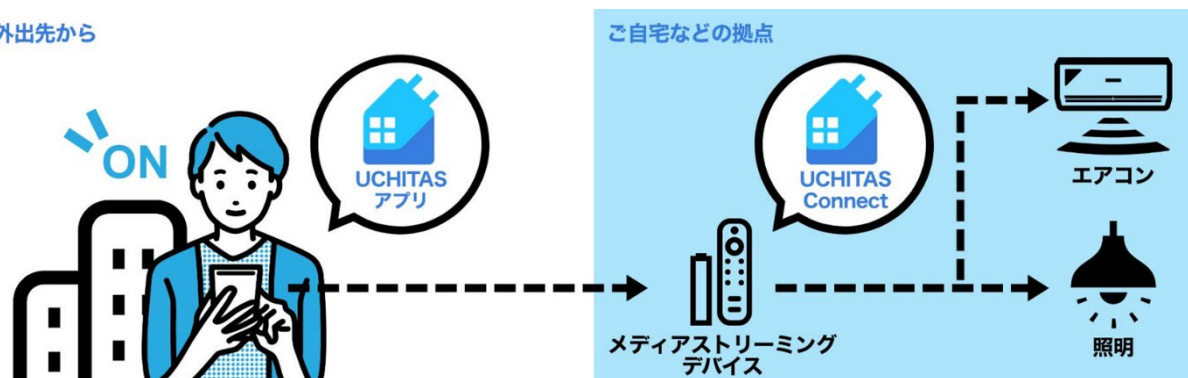 外出先から
ON
UCHITAS
アプリ
ご自宅などの拠点
UCHITAS
Connect
メディアストリーミング
デバイス
エアコン
照明